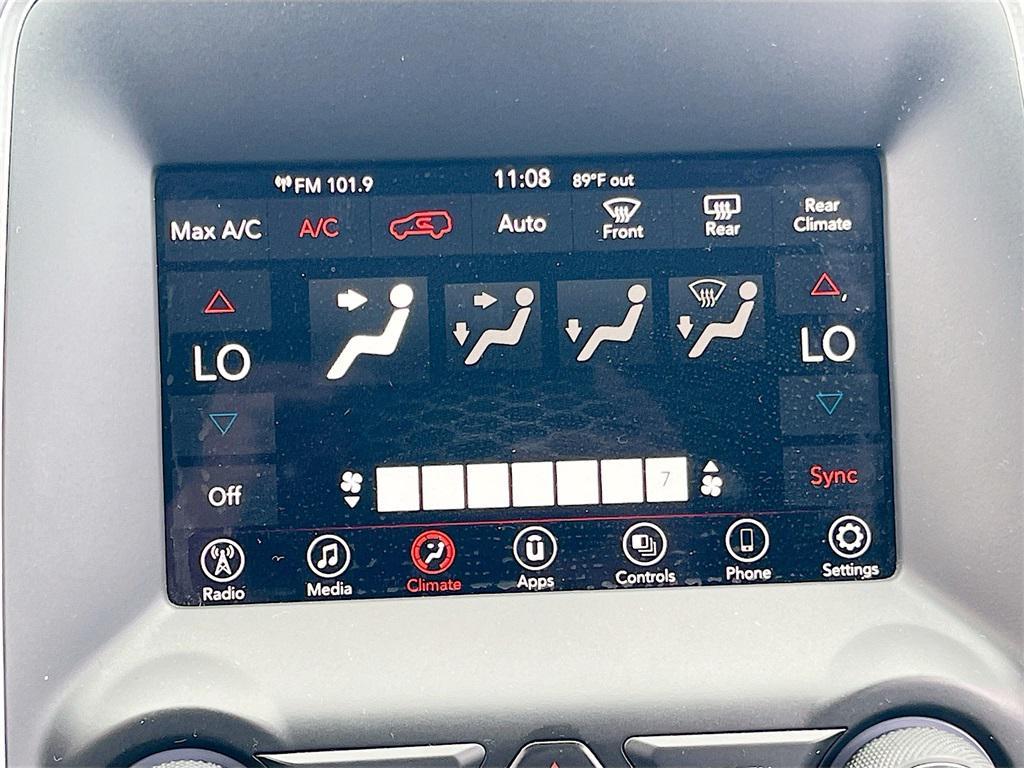 FM 101.9 11:08 89°F out
Max A/C A/C Auto Front Rear Rear Climate
LO LO
7
Off Sync
Radio Media Climate Apps Controls Phone Settings